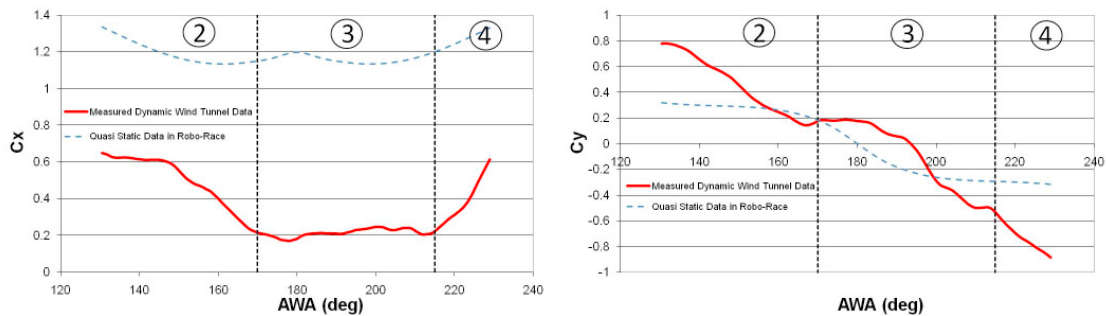 1.4
1.2
1
0.8
0.6
0.4
0.2
0
Cx
② ③ ④
Measured Dynamic Wind Tunnel Data
Quasi Static Data in Robo-Race
120 140 160 180 200 220 240
AWA (deg)
1
0.8
0.6
0.4
0.2
0
-0.2
-0.4
-0.6
-0.8
-1
Cy
② ③ ④
120 140 160 180 200 220 240
Measured Dynamic Wind Tunnel Data
Quasi Static Data in Robo-Race
AWA (deg)